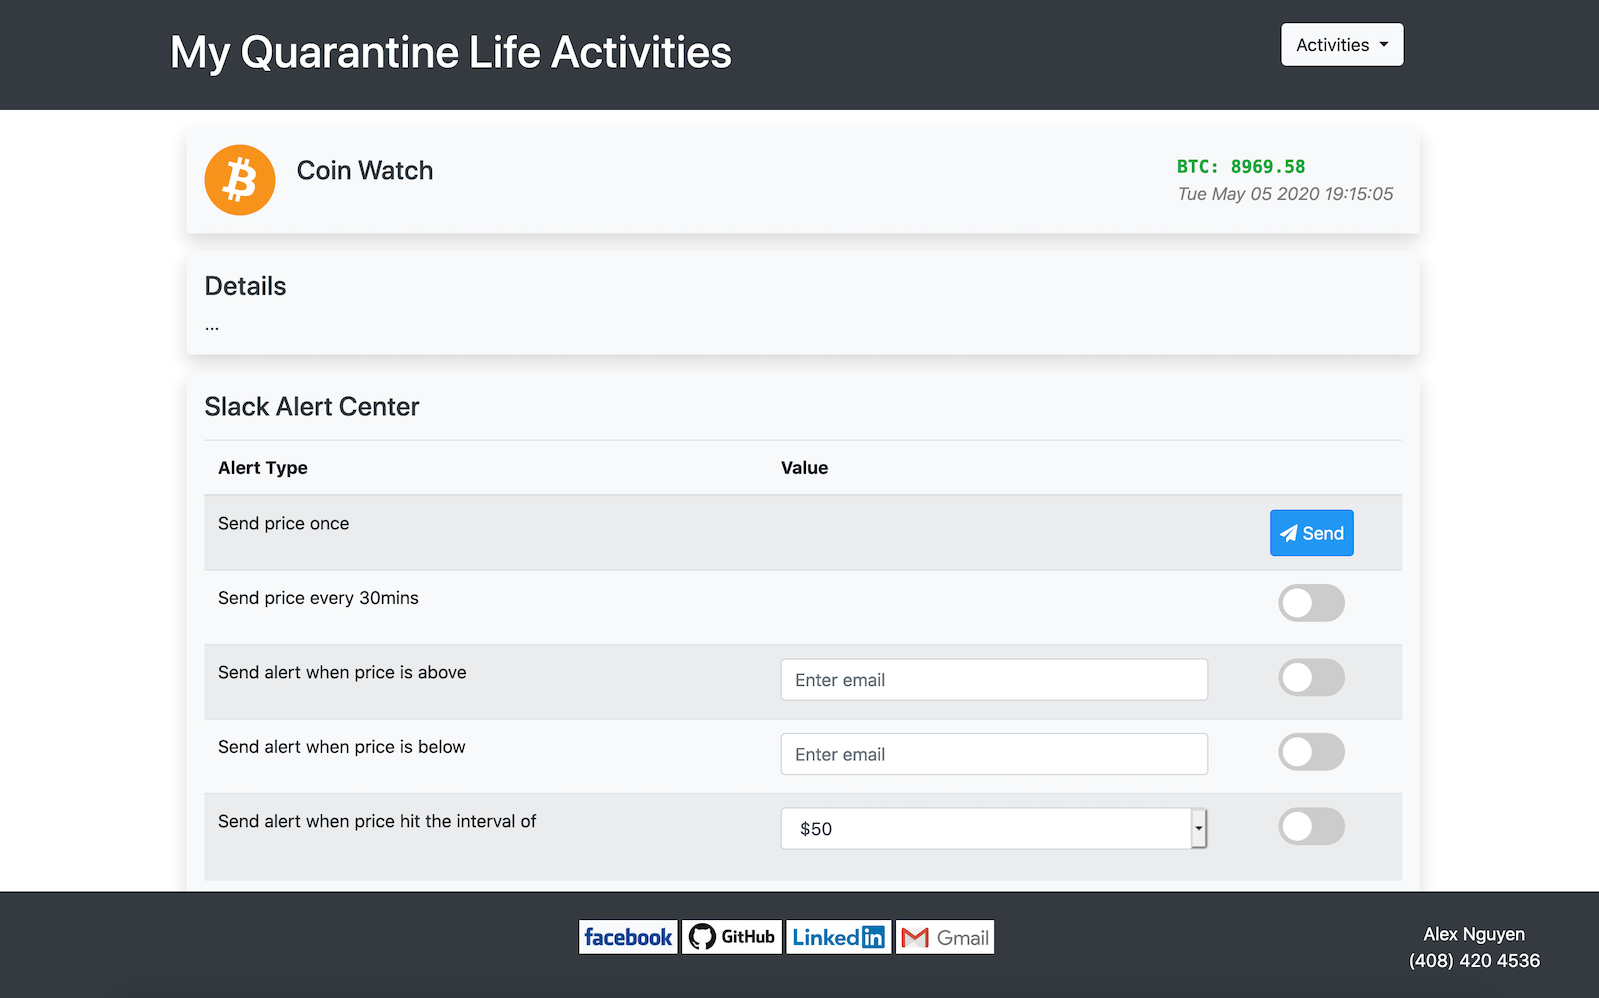 My Quarantine Life Activities
Activities
Coin Watch
BTC: 8969.58
Tue May 05 2020 19:15:05
Details
...
Slack Alert Center
Alert Type Value
Send price once Send
Send price every 30mins
Send alert when price is above Enter email
Send alert when price is below Enter email
Send alert when price hit the interval of $50
facebook GitHub Linkedin Gmail
Alex Nguyen
(408) 420 4536